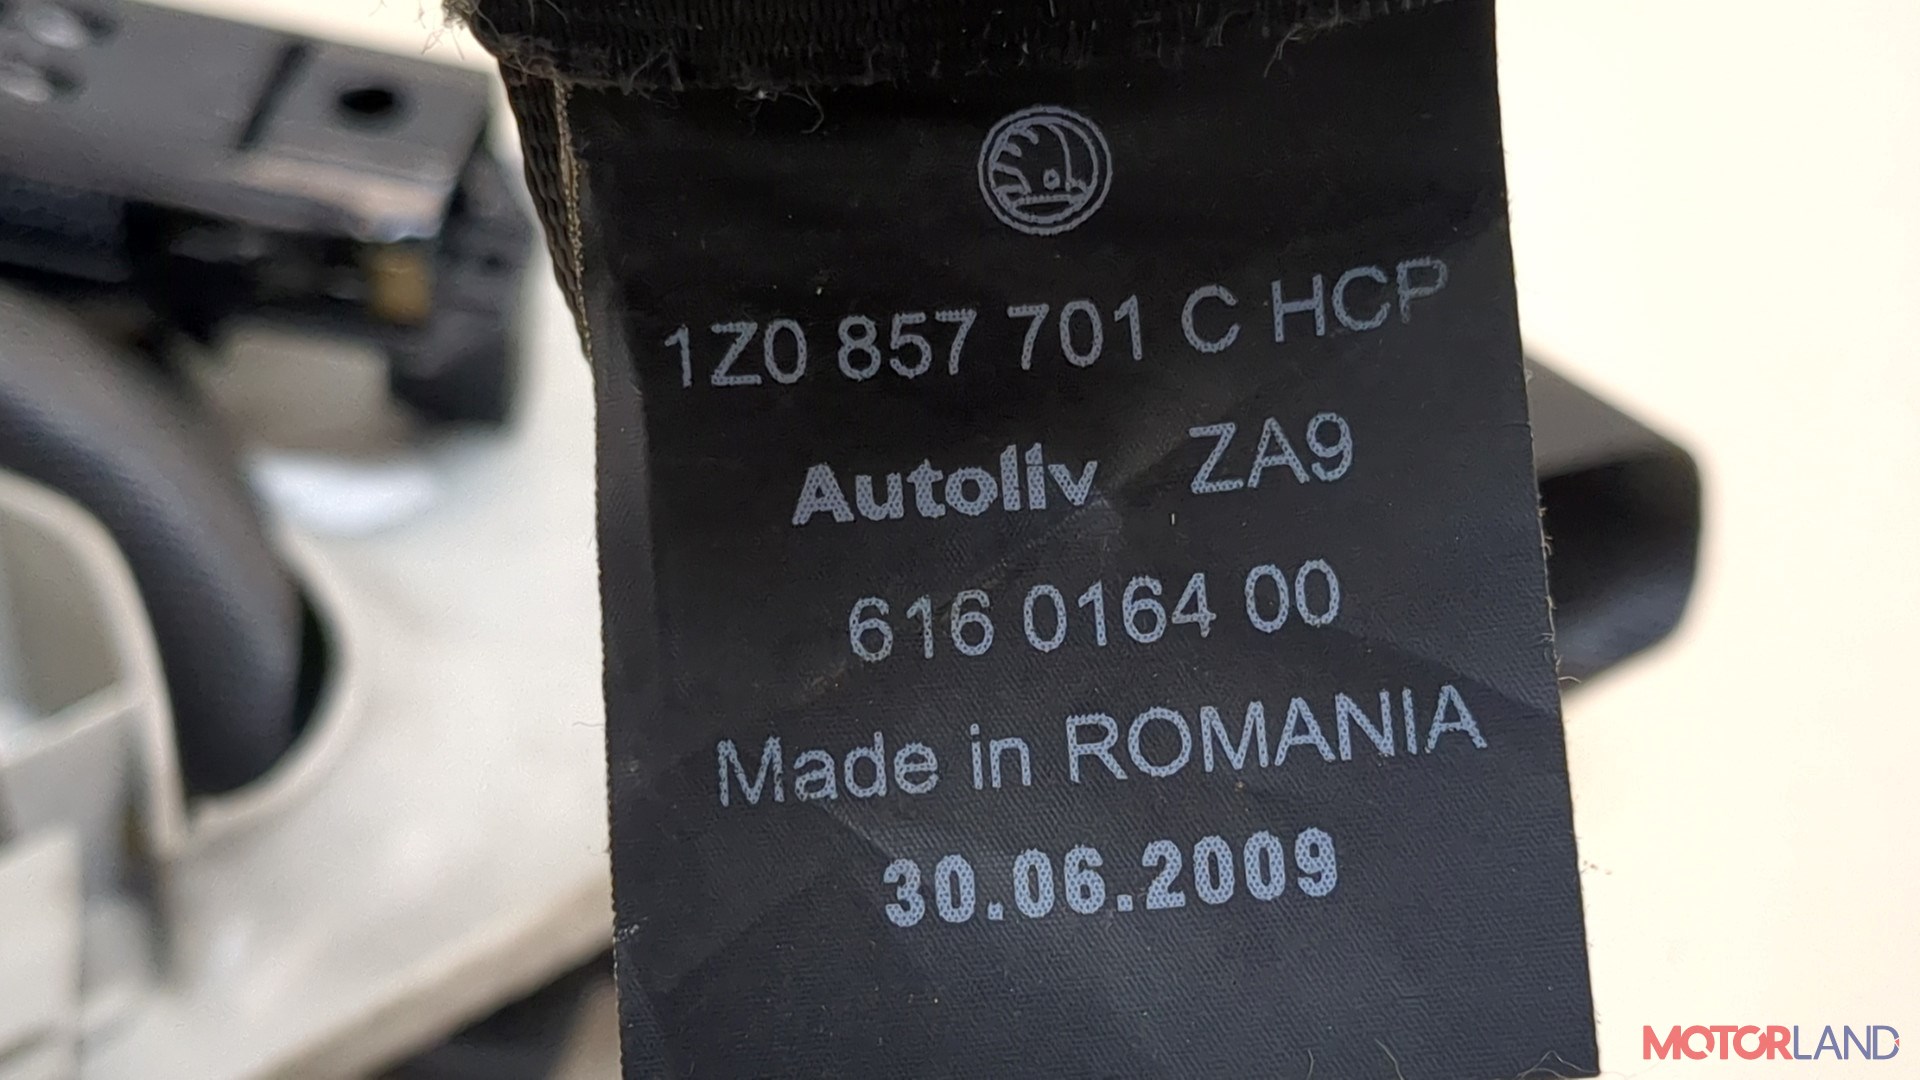 1Z0 857 701 C HCP
Autoliv ZA9
616 0164 00
Made in ROMANIA
30.06.2009
MOTORLAND